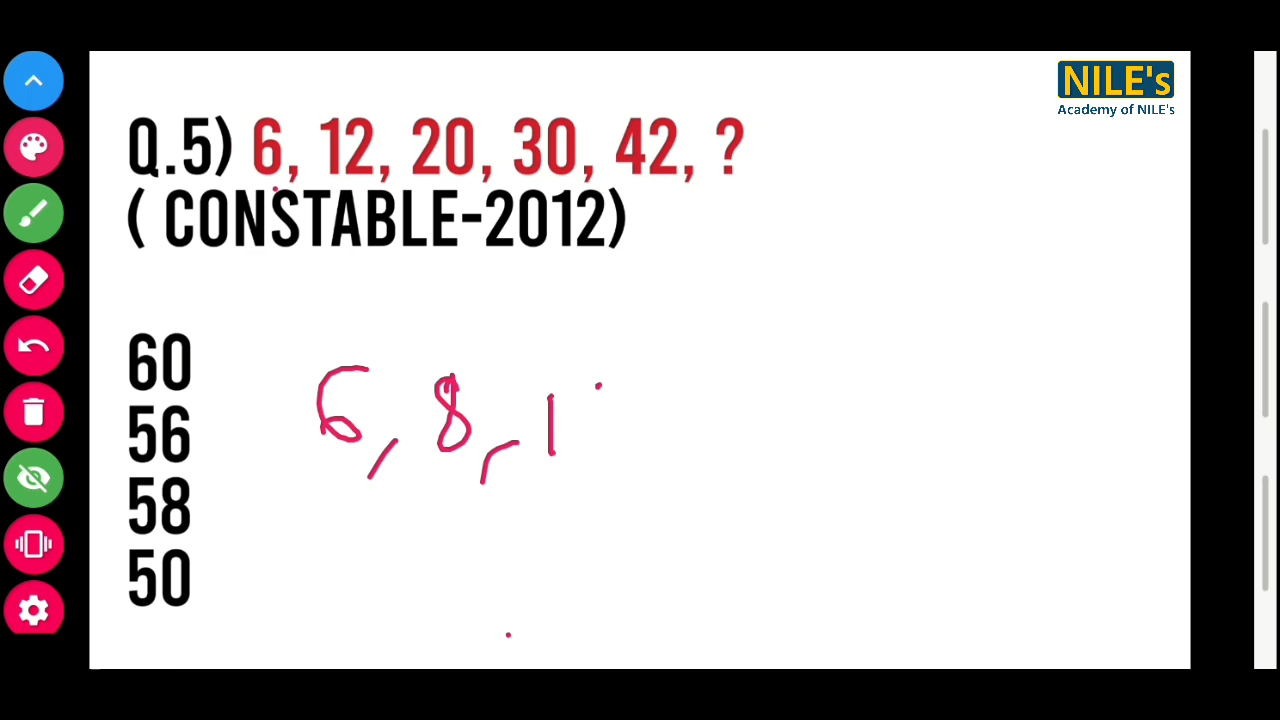 NILE's
Academy of NILE's
Q.5) 6, 12, 20, 30, 42, ?
( CONSTABLE-2012)
60
56
58
50
6, 8, 1